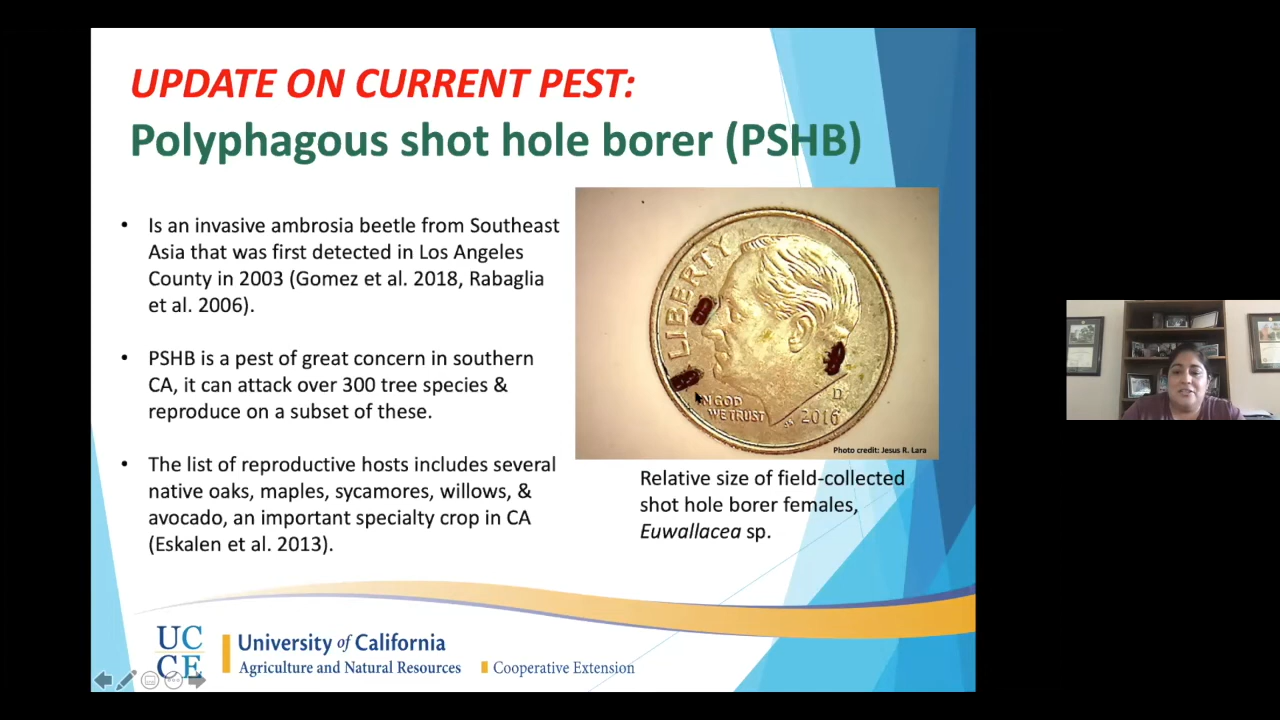 UPDATE ON CURRENT PEST:
Polyphagous shot hole borer (PSHB)
• Is an invasive ambrosia beetle from Southeast
Asia that was first detected in Los Angeles
County in 2003 (Gomez et al. 2018, Rabaglia
et al. 2006).
• PSHB is a pest of great concern in southern
CA, it can attack over 300 tree species &
reproduce on a subset of these.
• The list of reproductive hosts includes several
native oaks, maples, sycamores, willows, &
avocado, an important specialty crop in CA
(Eskalen et al. 2013).
LIBERTY
IN GOD
WE TRUST
D
2016
Photo credit: Jesus R. Lara
Relative size of field-collected
shot hole borer females,
Euwallacea sp.
UC
CE
University of California
Agriculture and Natural Resources
Cooperative Extension